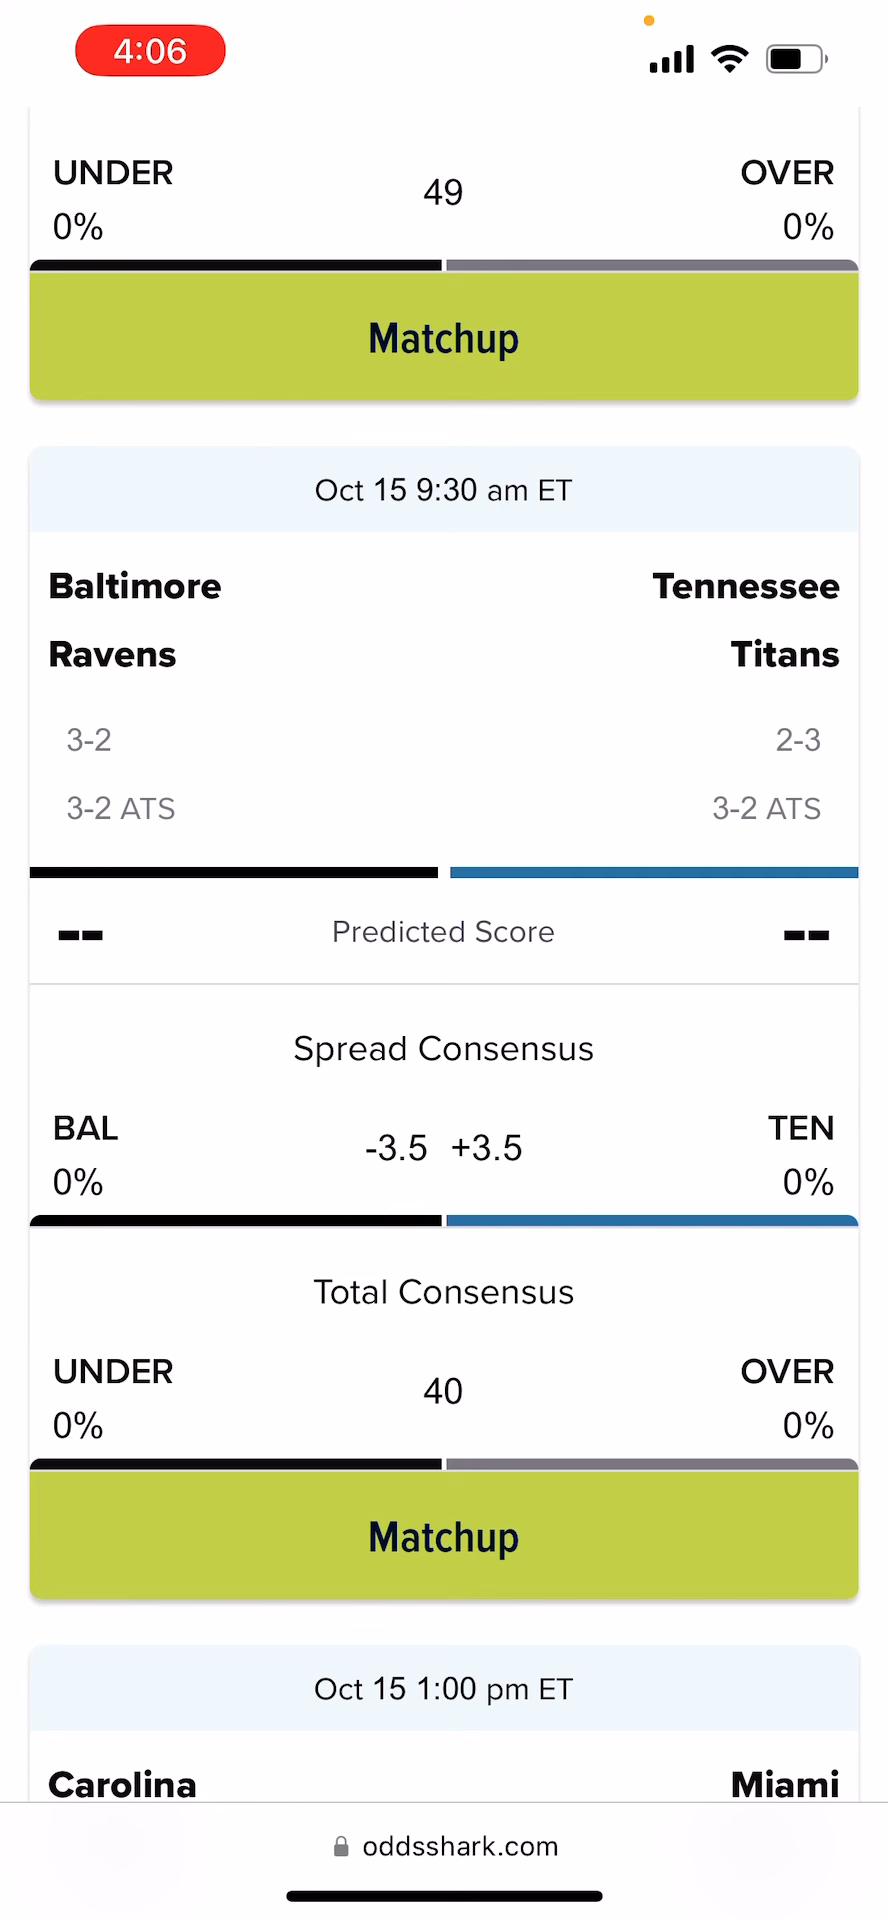 4:06
UNDER 49 OVER
0% 0%
Matchup
Oct 15 9:30 am ET
Baltimore Tennessee
Ravens Titans
3-2 2-3
3-2 ATS 3-2 ATS
-- Predicted Score --
Spread Consensus
BAL -3.5 +3.5 TEN
0% 0%
Total Consensus
UNDER 40 OVER
0% 0%
Matchup
Oct 15 1:00 pm ET
Carolina Miami
oddsshark.com